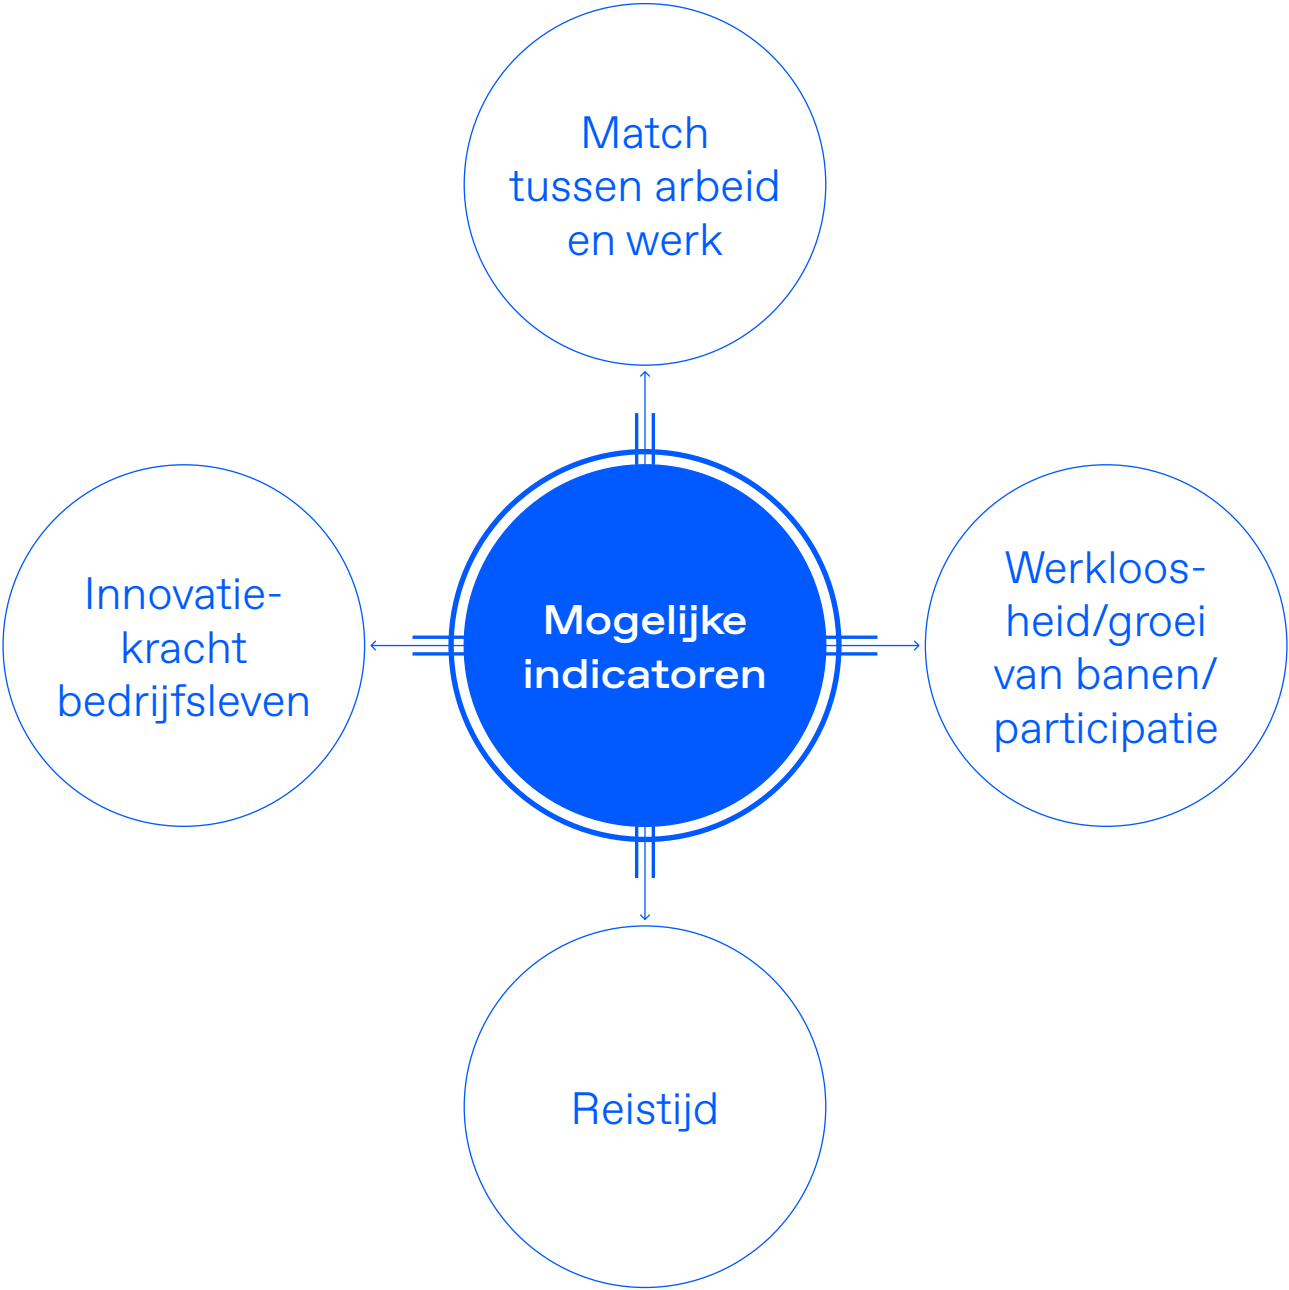 Match
tussen arbeid
en werk
Innovatie-
kracht
bedrijfsleven
Mogelijke
indicatoren
Werkloos-
heid/groei
van banen/
participatie
Reistijd